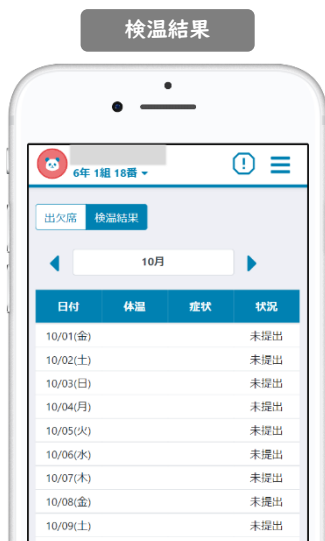 検温結果
6年 1組 18番
出欠席 検温結果
10月
日付 体温 症状 状況
10/01(金) 未提出
10/02(土) 未提出
10/03(日) 未提出
10/04(月) 未提出
10/05(火) 未提出
10/06(水) 未提出
10/07(木) 未提出
10/08(金) 未提出
10/09(土) 未提出